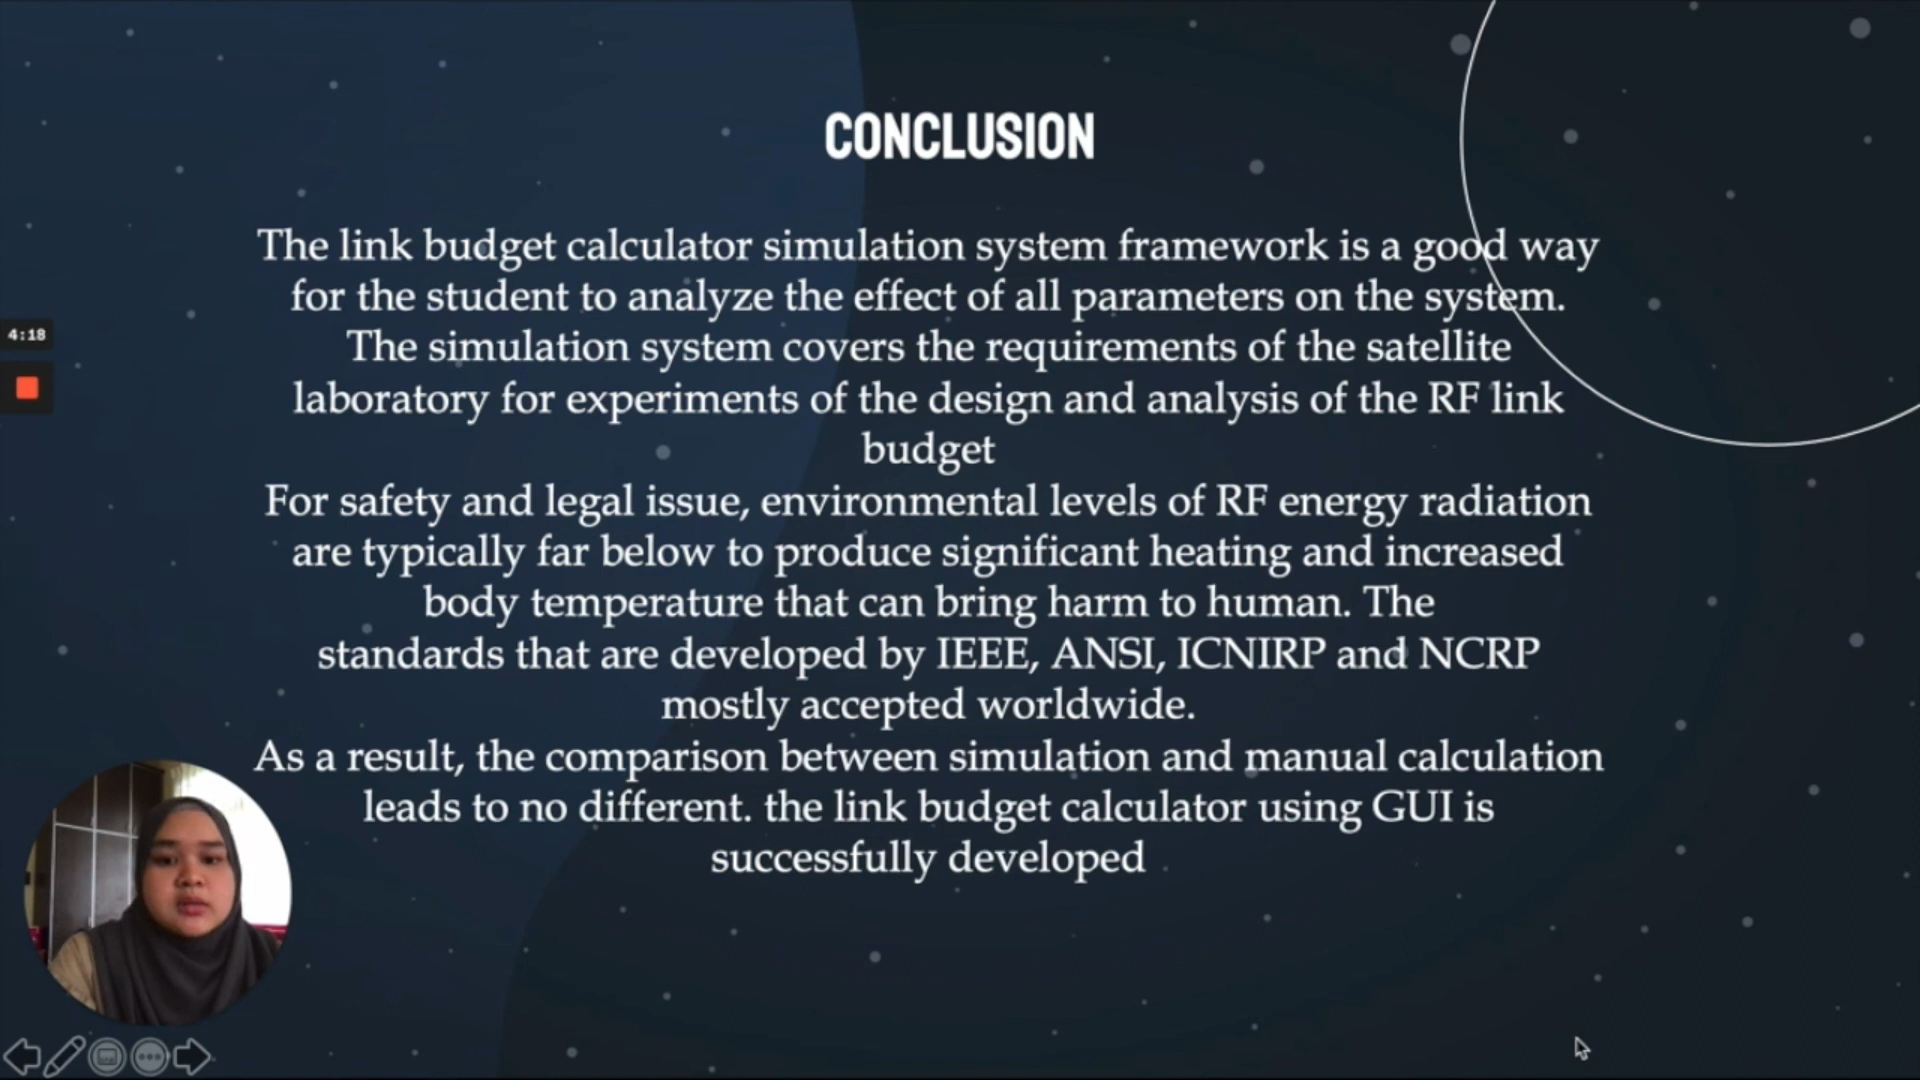 CONCLUSION
The link budget calculator simulation system framework is a good way
for the student to analyze the effect of all parameters on the system.
The simulation system covers the requirements of the satellite
laboratory for experiments of the design and analysis of the RF link
budget
For safety and legal issue, environmental levels of RF energy radiation
are typically far below to produce significant heating and increased
body temperature that can bring harm to human. The
standards that are developed by IEEE, ANSI, ICNIRP and NCRP
mostly accepted worldwide.
As a result, the comparison between simulation and manual calculation
leads to no different. the link budget calculator using GUI is
successfully developed
4:18